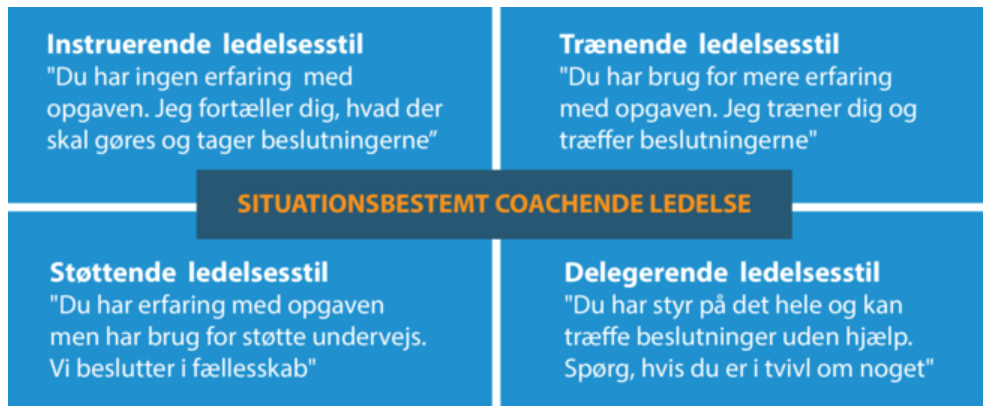 Instruerende ledelsesstil
"Du har ingen erfaring med
opgaven. Jeg fortæller dig, hvad der
skal gøres og tager beslutningerne”
Trænende ledelsesstil
"Du har brug for mere erfaring
med opgaven. Jeg træner dig og
træffer beslutningerne"
SITUATIONSBESTEMT COACHENDE LEDELSE
Støttende ledelsesstil
"Du har erfaring med opgaven
men har brug for støtte undervejs.
Vi beslutter i fællesskab"
Delegerende ledelsesstil
"Du har styr på det hele og kan
træffe beslutninger uden hjælp.
Spørg, hvis du er i tvivl om noget"